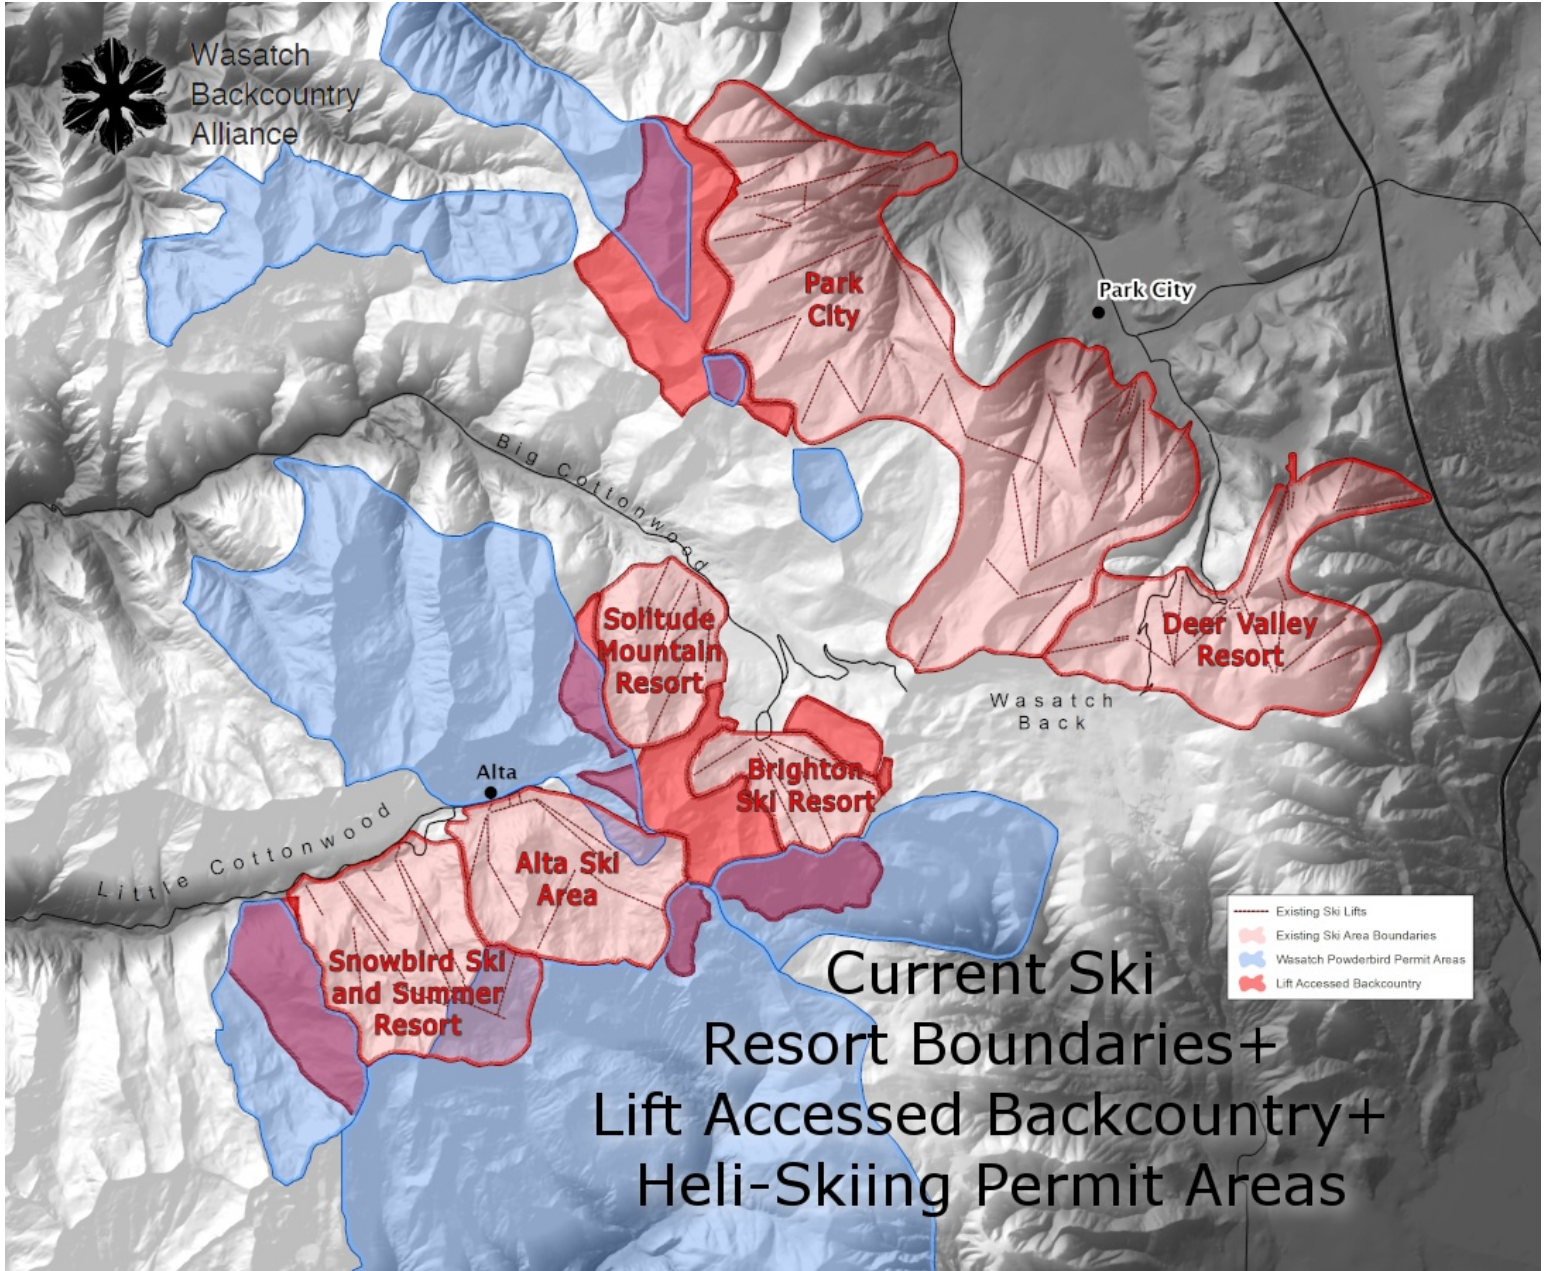 Wasatch
Backcountry
Alliance
Park
City
Park City
Big Cottonwood
Solitude
Mountain
Resort
Deer Valley
Resort
Wasatch
Back
Alta
Brighton
Ski Resort
Little Cottonwood
Alta Ski
Area
Snowbird Ski
and Summer
Resort
Existing Ski Lifts
Existing Ski Area Boundaries
Wasatch Powderbird Permit Areas
Lift Accessed Backcountry
Current Ski
Resort Boundaries+
Lift Accessed Backcountry+
Heli-Skiing Permit Areas